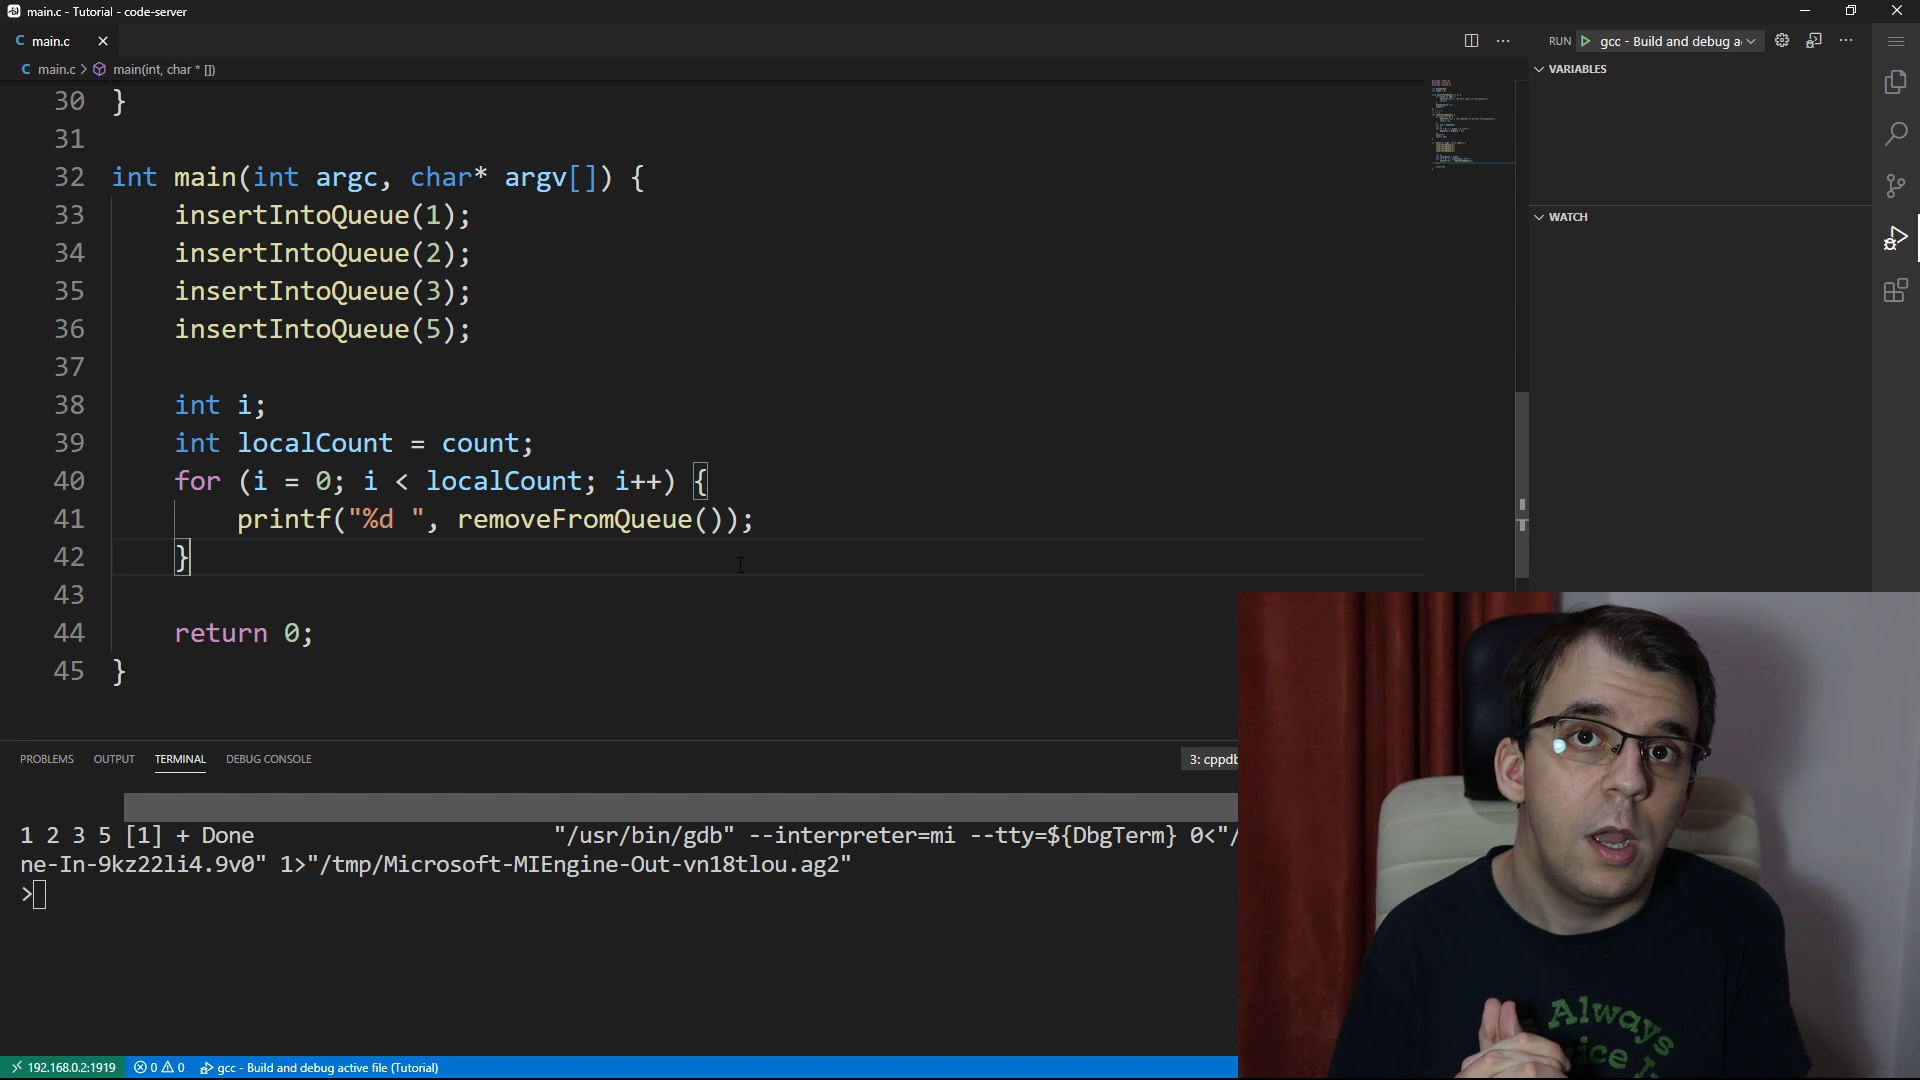 main.c - Tutorial - code-server
C main.c
RUN gcc - Build and debug a
C main.c > main(int, char * [])
VARIABLES
30 }
31
32 int main(int argc, char* argv[]) {
33 insertIntoQueue(1);
34 insertIntoQueue(2);
35 insertIntoQueue(3);
36 insertIntoQueue(5);
37
38 int i;
39 int localCount = count;
40 for (i = 0; i < localCount; i++) {
41 printf("%d ", removeFromQueue());
42 }
43
44 return 0;
45 }
WATCH
PROBLEMS OUTPUT TERMINAL DEBUG CONSOLE
3: cppdb
1 2 3 5 [1] + Done "/usr/bin/gdb" --interpreter=mi --tty=${DbgTerm} 0<"/
ne-In-9kz22li4.9v0" 1>"/tmp/Microsoft-MIEngine-Out-vn18tlou.ag2"
>
Always
192.168.0.2:1919 0 0 gcc - Build and debug active file (Tutorial)